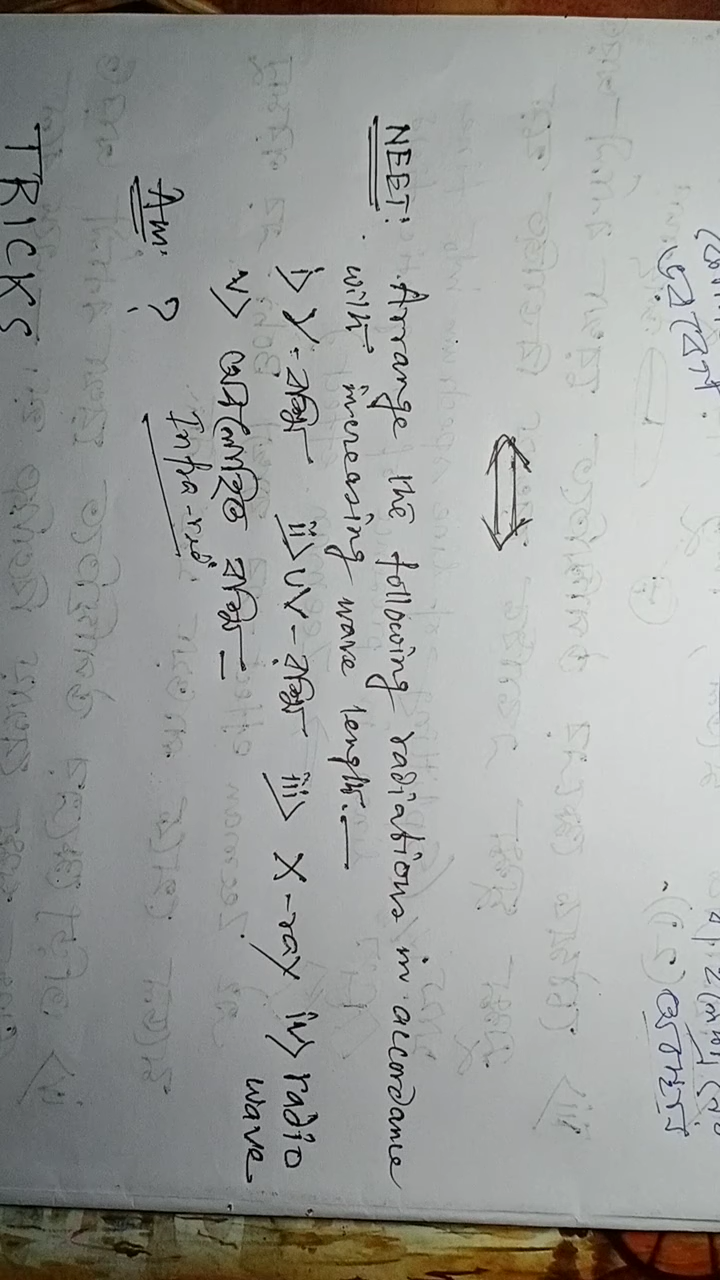 NEET: Arrange the following radiations in accordance
with increasing wave length.—
i> γ-রশ্মি ii> UV-রশ্মি iii> X-ray iv> radio wave
v> অবলোহিত রশ্মি—
Infra-red
Ans: ?
TRICKS